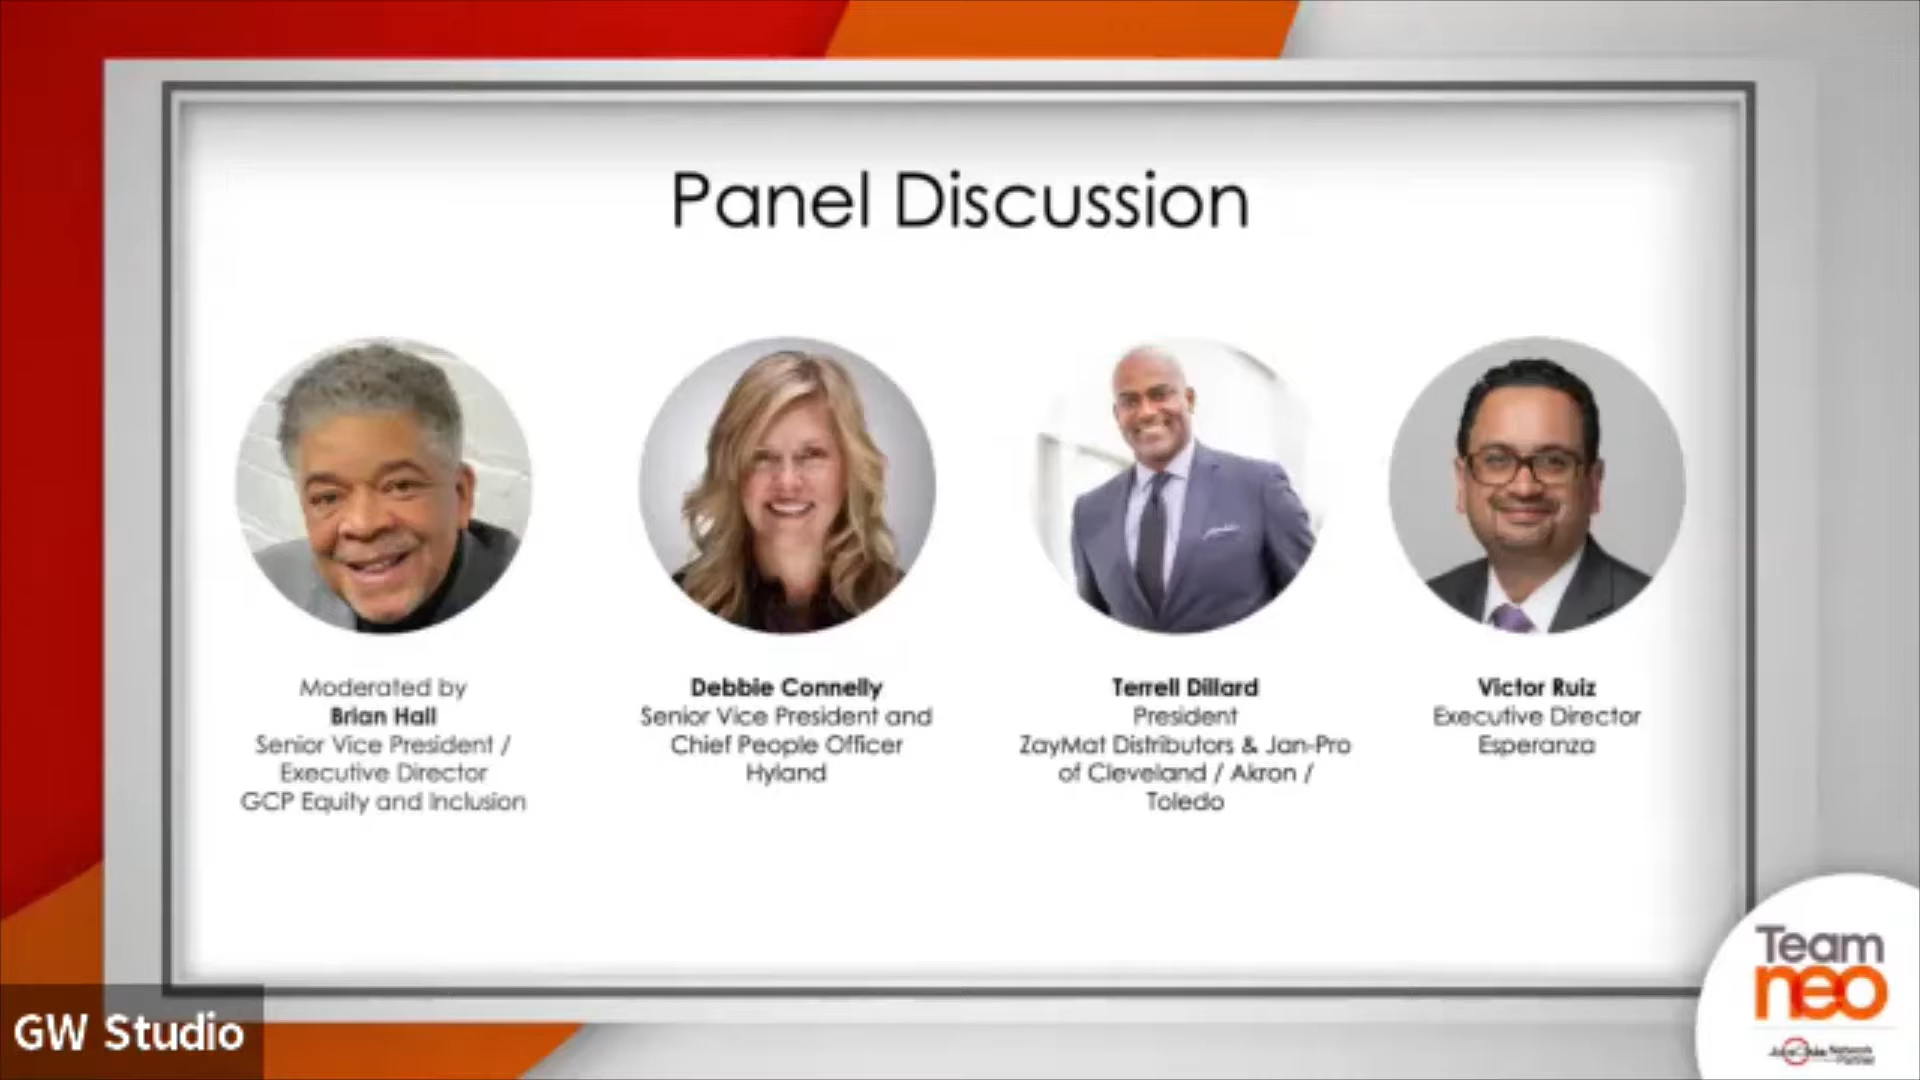 Panel Discussion
Moderated by
Brian Hall
Senior Vice President /
Executive Director
GCP Equity and Inclusion
Debbie Connelly
Senior Vice President and
Chief People Officer
Hyland
Terrell Dillard
President
ZayMat Distributors & Jan-Pro
of Cleveland / Akron /
Toledo
Victor Ruiz
Executive Director
Esperanza
GW Studio
Team
neo
Network
Partner